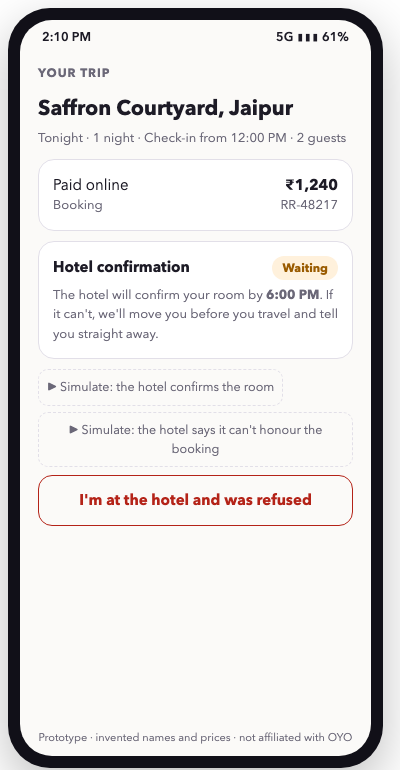 2:10 PM 5G 61%
YOUR TRIP
Saffron Courtyard, Jaipur
Tonight · 1 night · Check-in from 12:00 PM · 2 guests
Paid online ₹1,240
Booking RR-48217
Hotel confirmation Waiting
The hotel will confirm your room by 6:00 PM. If
it can't, we'll move you before you travel and tell
you straight away.
▶ Simulate: the hotel confirms the room
▶ Simulate: the hotel says it can't honour the
booking
I'm at the hotel and was refused
Prototype · invented names and prices · not affiliated with OYO